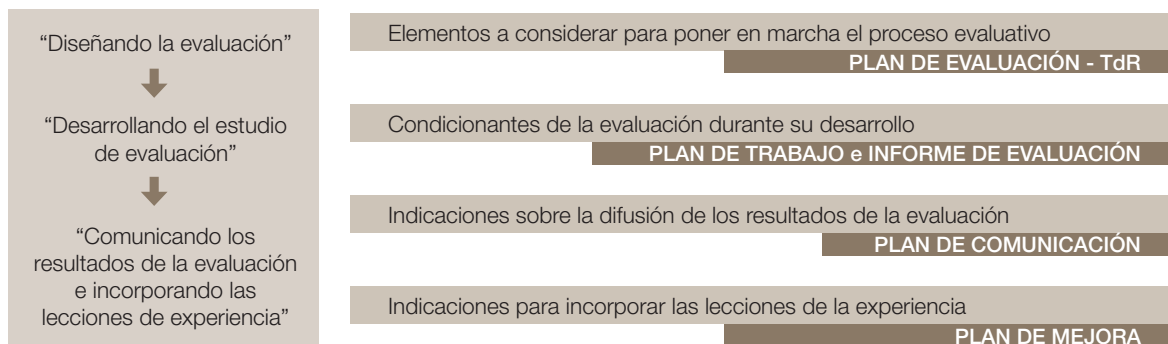 “Diseñando la evaluación”
“Desarrollando el estudio
de evaluación”
“Comunicando los
resultados de la evaluación
e incorporando las
lecciones de experiencia”
Elementos a considerar para poner en marcha el proceso evaluativo
PLAN DE EVALUACIÓN - TdR
Condicionantes de la evaluación durante su desarrollo
PLAN DE TRABAJO e INFORME DE EVALUACIÓN
Indicaciones sobre la difusión de los resultados de la evaluación
PLAN DE COMUNICACIÓN
Indicaciones para incorporar las lecciones de la experiencia
PLAN DE MEJORA